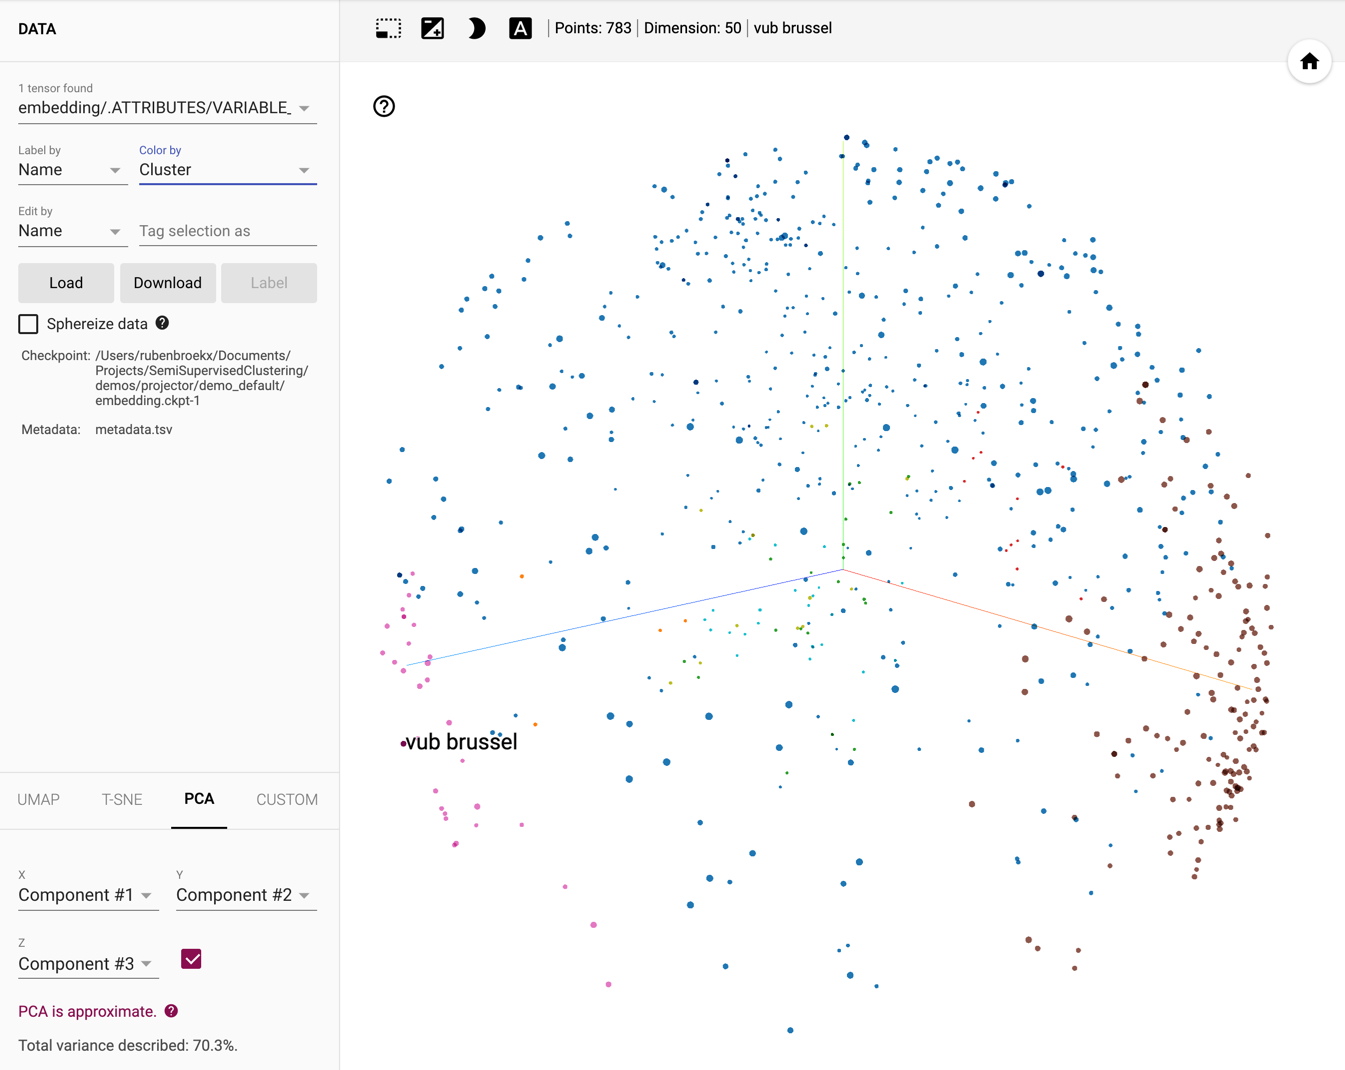 DATA
Points: 783 | Dimension: 50 | vub brussel
1 tensor found
embedding/.ATTRIBUTES/VARIABLE_
Label by
Name
Color by
Cluster
Edit by
Name
Tag selection as
Load
Download
Label
Sphereize data
Checkpoint: /Users/rubenbroekx/Documents/
Projects/SemiSupervisedClustering/
demos/projector/demo_default/
embedding.ckpt-1
Metadata: metadata.tsv
vub brussel
UMAP
T-SNE
PCA
CUSTOM
X
Component #1
Y
Component #2
Z
Component #3
PCA is approximate.
Total variance described: 70.3%.